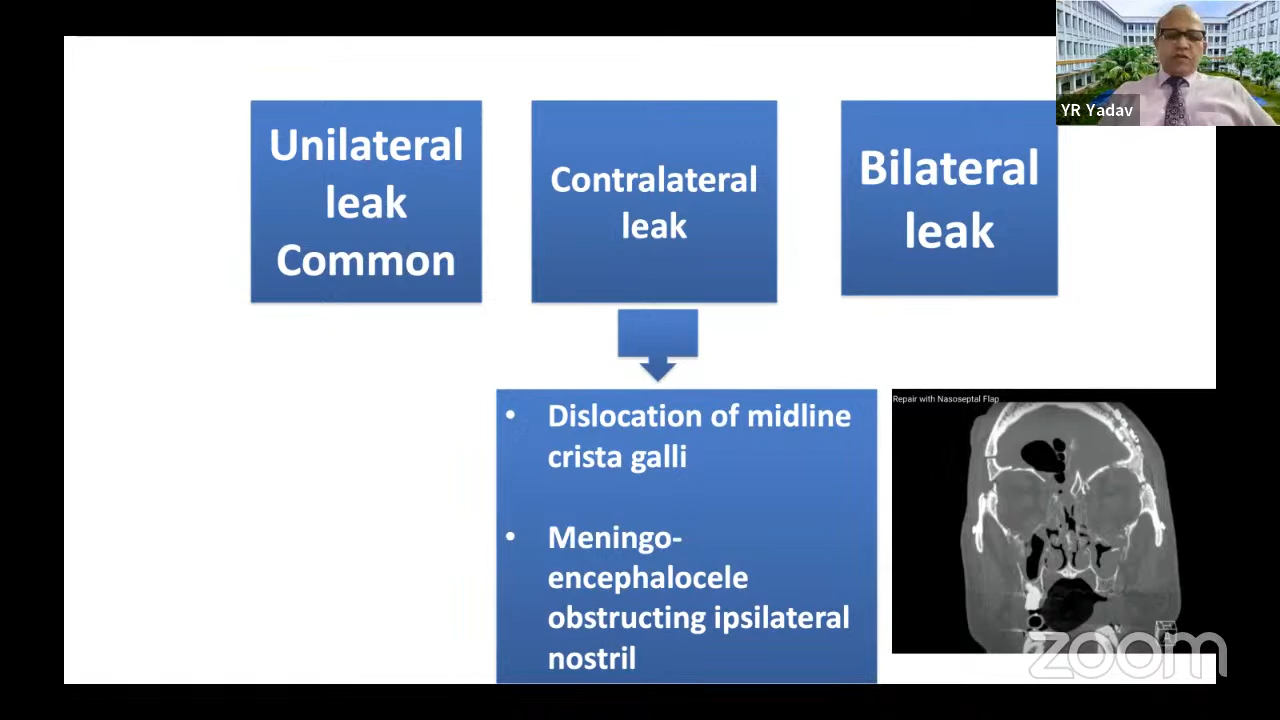 YR Yadav
Unilateral
leak
Common
Contralateral
leak
Bilateral
leak
• Dislocation of midline
crista galli
• Meningo-
encephalocele
obstructing ipsilateral
nostril
Repair with Nasoseptal Flap
zoom